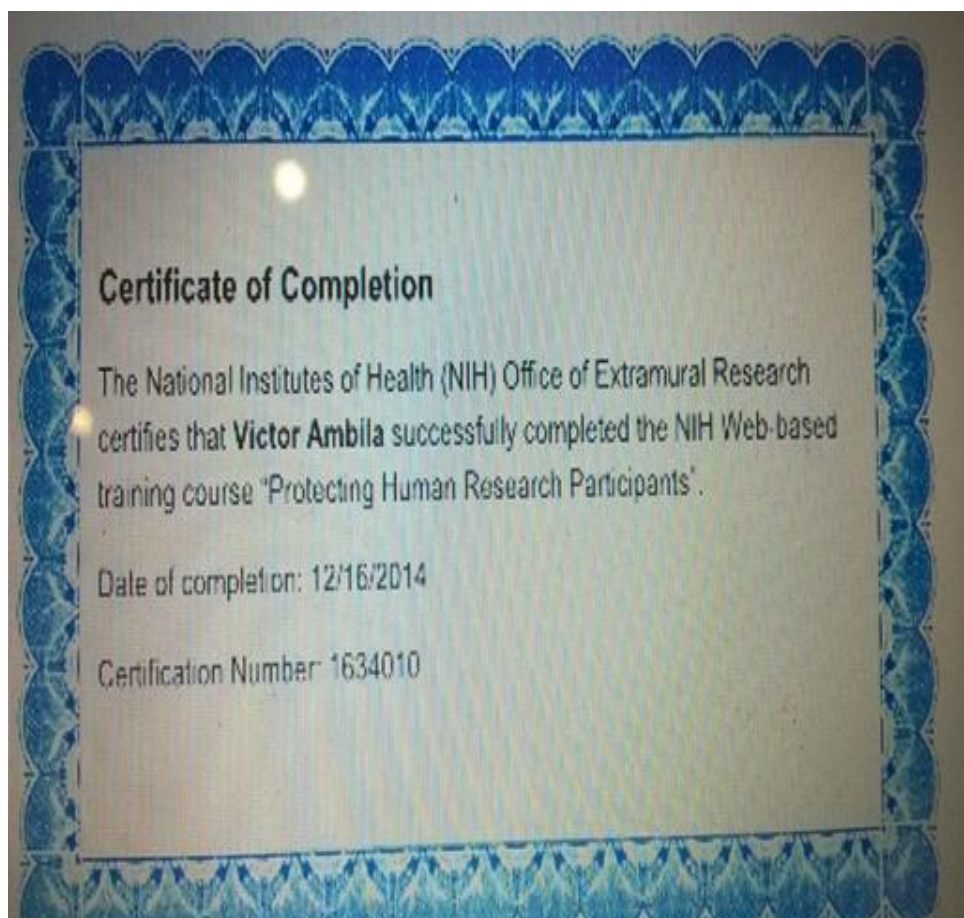 Certificate of Completion
The National Institutes of Health (NIH) Office of Extramural Research
certifies that Victor Ambila successfully completed the NIH Web-based
training course "Protecting Human Research Participants".
Date of completion: 12/16/2014
Certification Number: 1634010